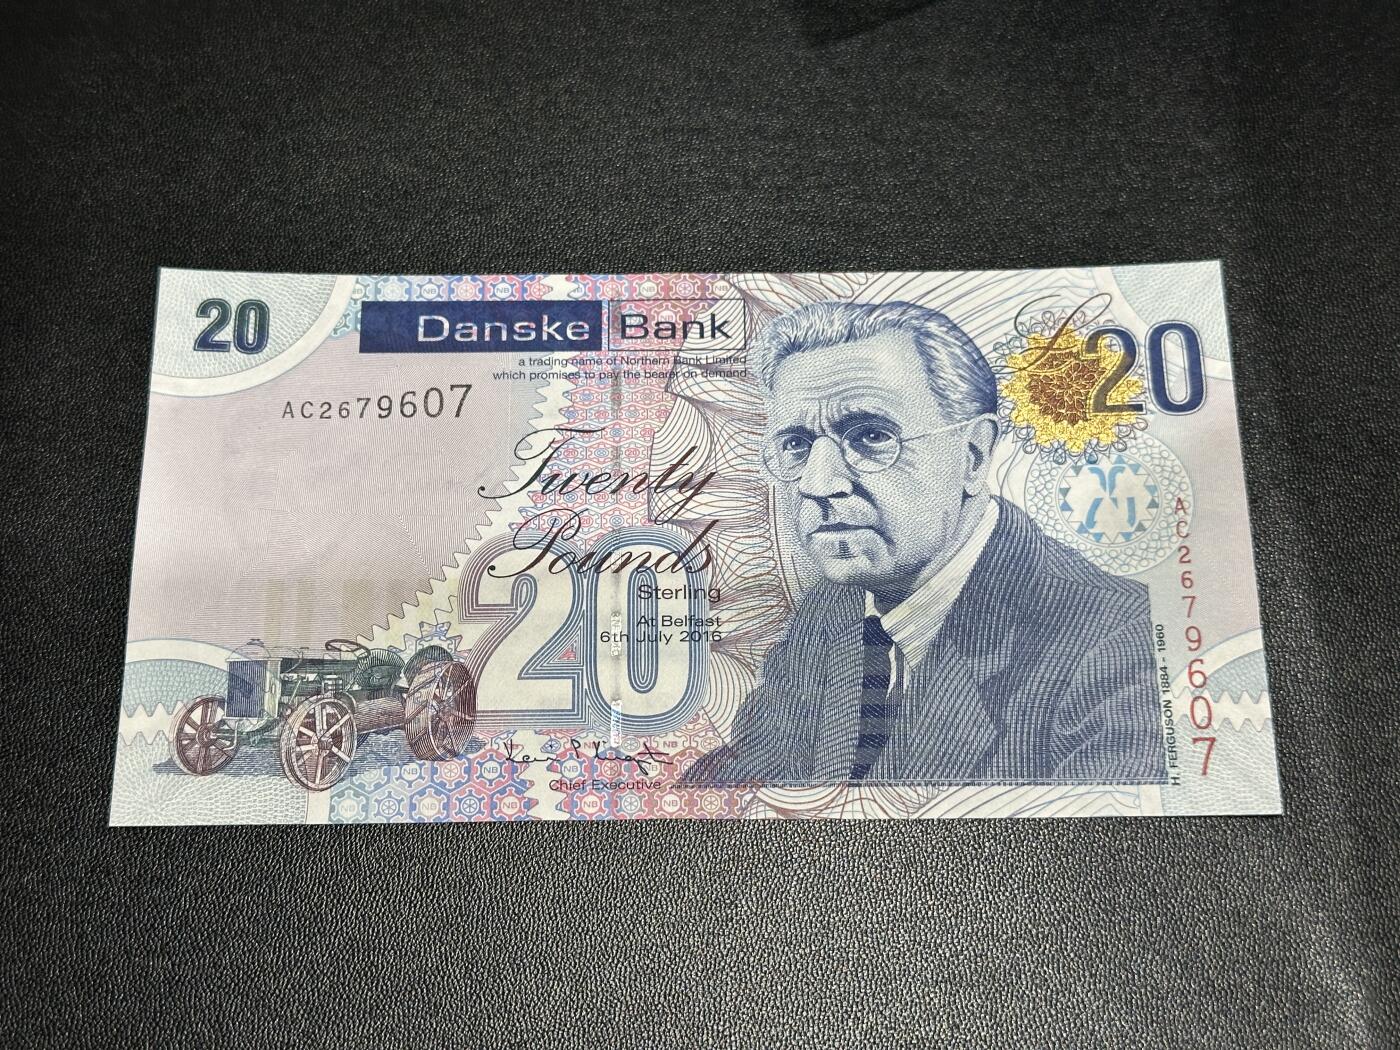 20
Danske Bank
a trading name of Northern Bank Limited
which promises to pay the bearer on demand
£20
AC2679607
Twenty
Pounds
20
Sterling
At Belfast
6th July 2016
Chief Executive
H. FERGUSON 1884 - 1960
AC2679607